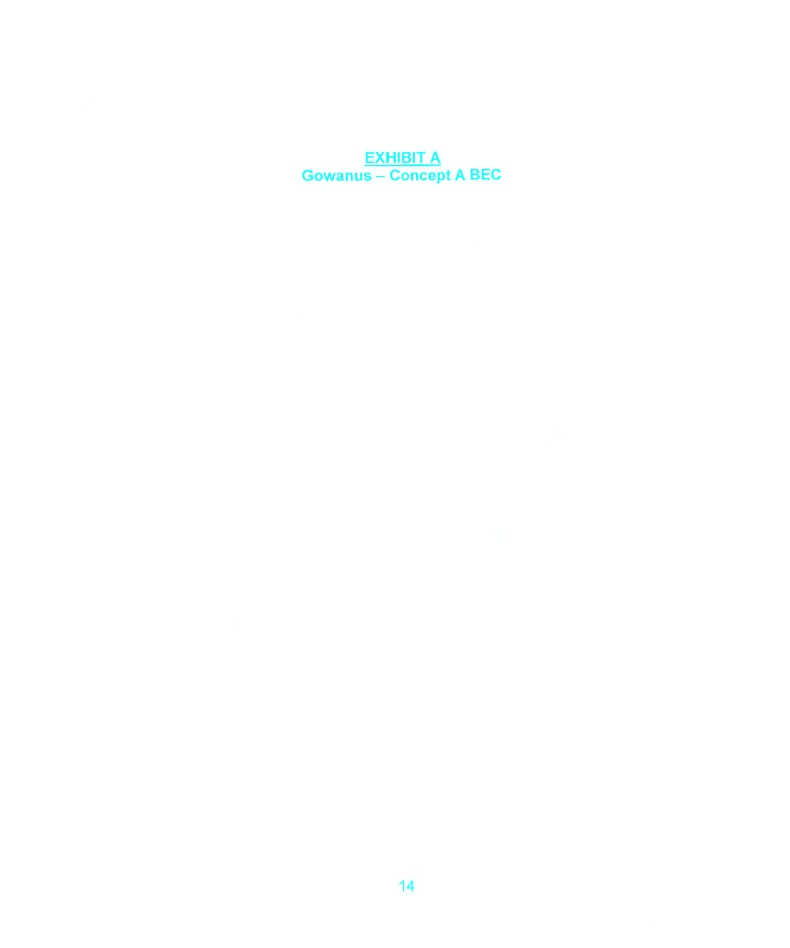 EXHIBIT A
Gowanus – Concept A BEC
14